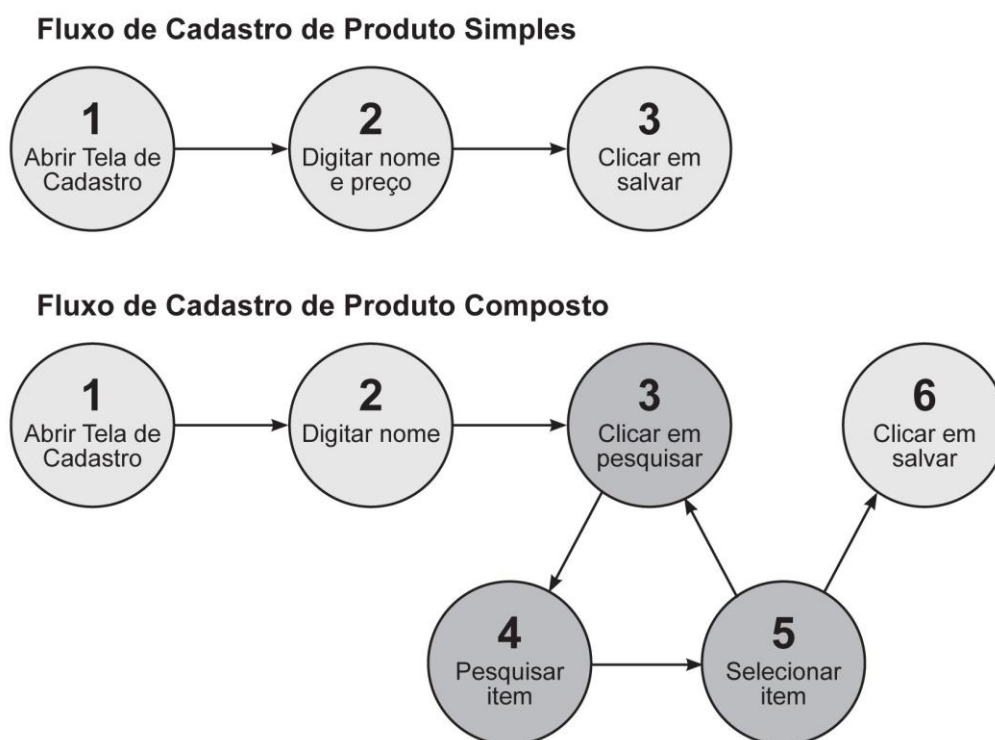 Fluxo de Cadastro de Produto Simples
1
Abrir Tela de
Cadastro
2
Digitar nome
e preço
3
Clicar em
salvar
Fluxo de Cadastro de Produto Composto
1
Abrir Tela de
Cadastro
2
Digitar nome
3
Clicar em
pesquisar
6
Clicar em
salvar
4
Pesquisar
item
5
Selecionar
item